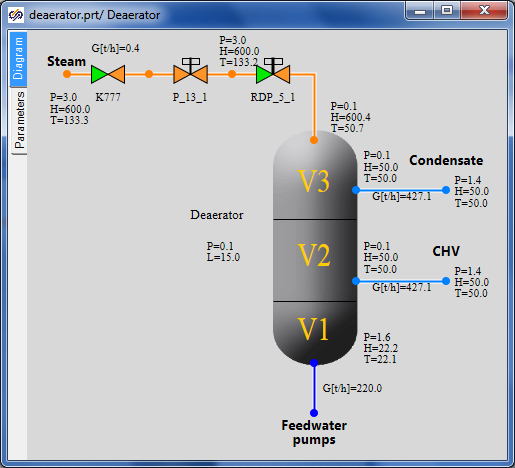 deaerator.prt/ Deaerator
Diagram
Parameters
Steam
G[t/h]=0.4
P=3.0
H=600.0
T=133.2
P=3.0
H=600.0
T=133.3
K777
P_13_1
RDP_5_1
P=0.1
H=600.4
T=50.7
V3
P=0.1
H=50.0
T=50.0
Condensate
G[t/h]=427.1
P=1.4
H=50.0
T=50.0
Deaerator
P=0.1
L=15.0
V2
P=0.1
H=50.0
T=50.0
CHV
G[t/h]=427.1
P=1.4
H=50.0
T=50.0
V1
P=1.6
H=22.2
T=22.1
G[t/h]=220.0
Feedwater
pumps